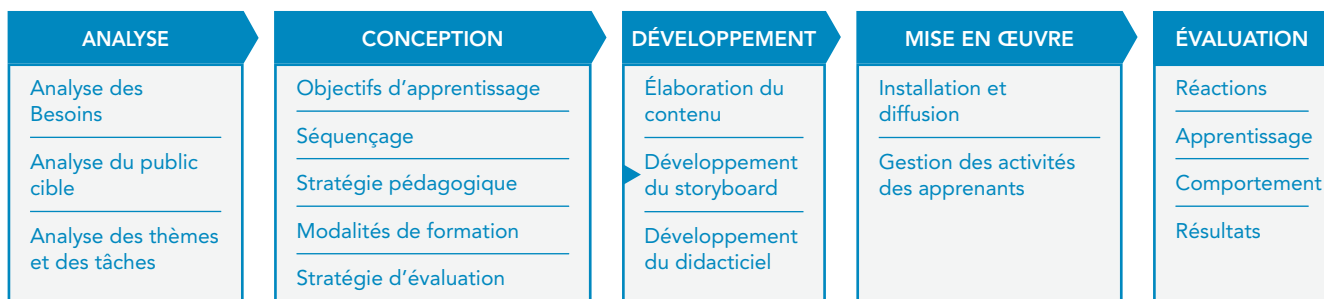 ANALYSE
Analyse des
Besoins
Analyse du public
cible
Analyse des thèmes
et des tâches
CONCEPTION
Objectifs d’apprentissage
Séquençage
Stratégie pédagogique
Modalités de formation
Stratégie d’évaluation
DÉVELOPPEMENT
Élaboration du
contenu
Développement
du storyboard
Développement
du didacticiel
MISE EN ŒUVRE
Installation et
diffusion
Gestion des activités
des apprenants
ÉVALUATION
Réactions
Apprentissage
Comportement
Résultats